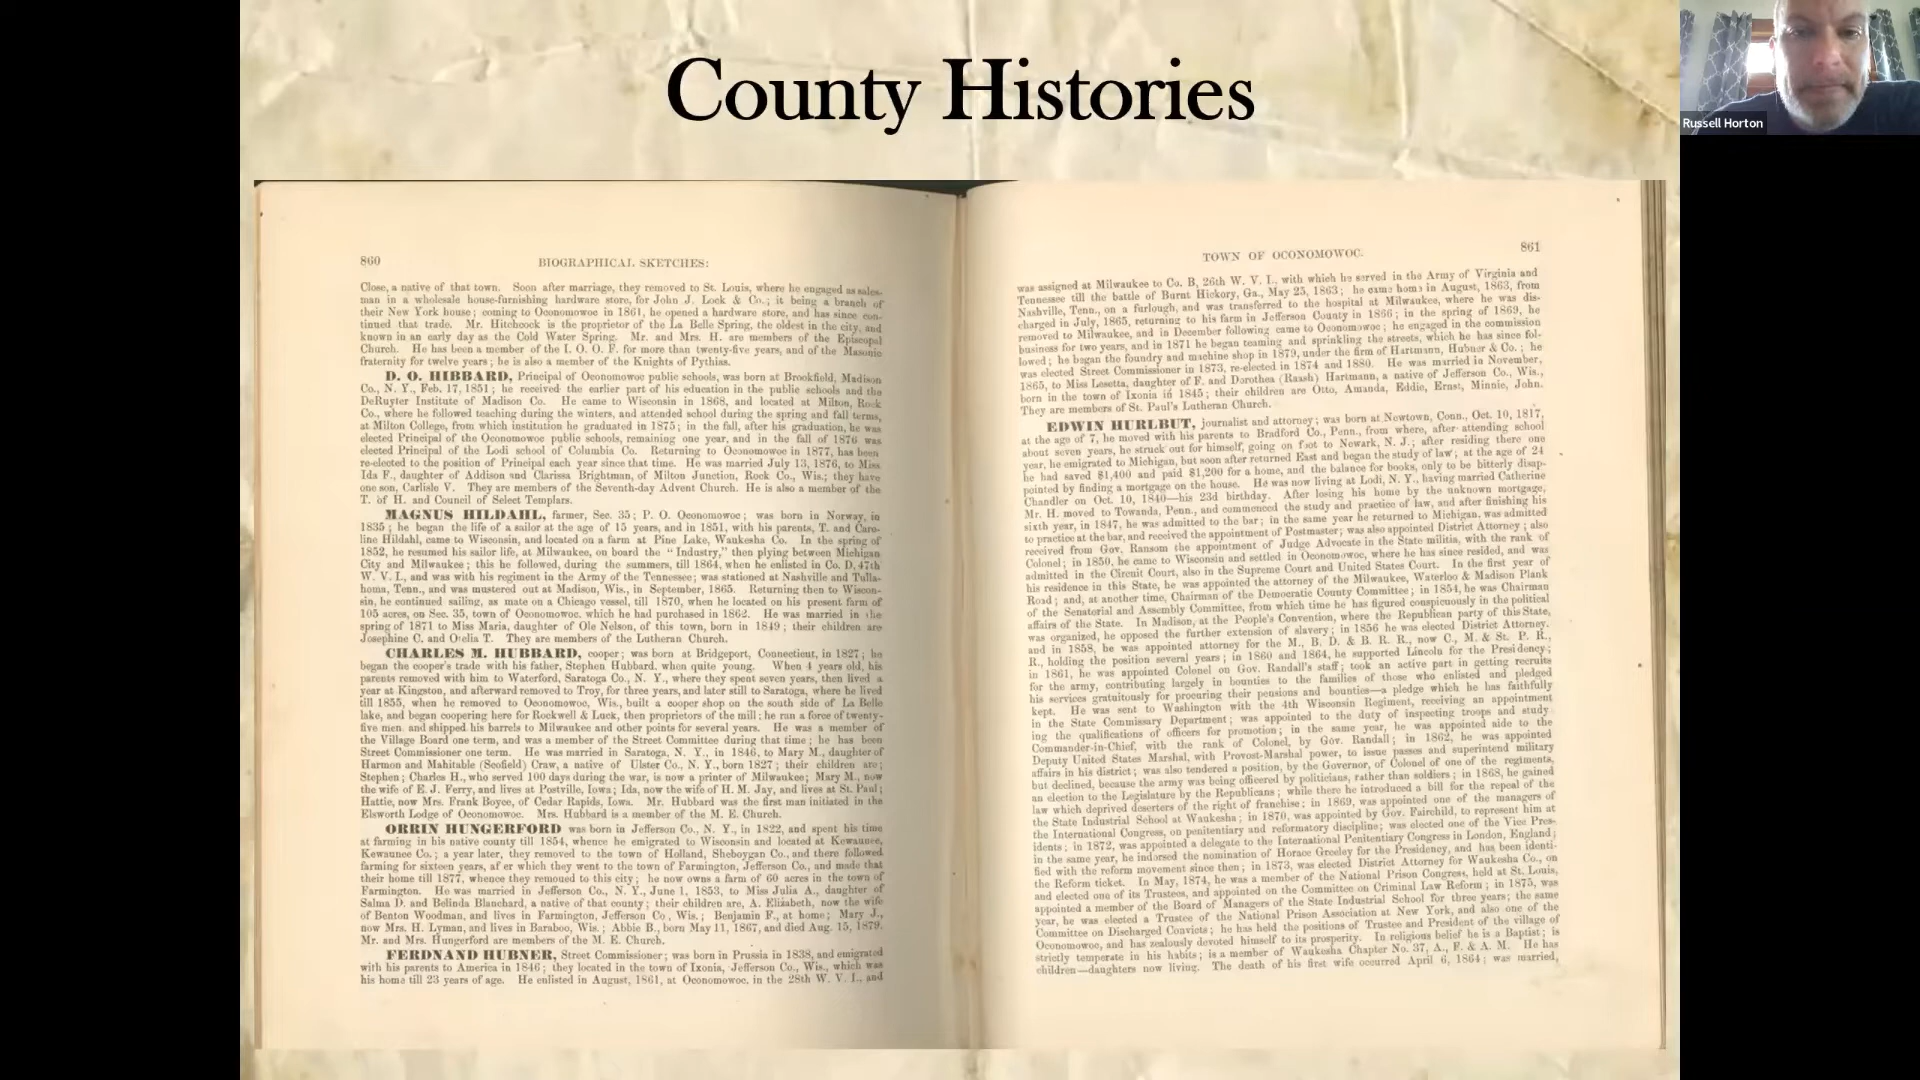 County Histories
Russell Horton
860
BIOGRAPHICAL SKETCHES:
Close, a native of that town. Soon after marriage, they removed to St. Louis, where he engaged as sales-
man in a wholesale house-furnishing hardware store, for John J. Lock & Co.; it being a branch of
their New York house; coming to Oconomowoc in 1861, he opened a hardware store, and has since con-
tinued that trade. Mr. Hitchcock is the proprietor of the La Belle Spring, the oldest in the city, and
known in an early day as the Cold Water Spring. Mr. and Mrs. H. are members of the Episcopal
Church. He has been a member of the I. O. O. F. for more than twenty-five years, and of the Masonic
fraternity for twelve years; he is also a member of the Knights of Pythias.
D. O. HIBBARD, Principal of Oconomowoc public schools, was born at Brookfield, Madison
Co., N. Y., Feb. 17, 1851; he received the earlier part of his education in the public schools and the
DeRuyter Institute of Madison Co. He came to Wisconsin in 1868, and located at Milton, Rock
Co., where he followed teaching during the winters, and attended school during the spring and fall terms,
at Milton College, from which institution he graduated in 1875; in the fall, after his graduation, he was
elected Principal of the Oconomowoc public schools, remaining one year, and in the fall of 1876 was
elected Principal of the Lodi school of Columbia Co. Returning to Oconomowoc in 1877, has been
re-elected to the position of Principal each year since that time. He was married July 13, 1876, to Miss
Ida F., daughter of Addison and Clarissa Brightman, of Milton Junction, Rock Co., Wis.; they have
one son, Carlisle V. They are members of the Seventh-day Advent Church. He is also a member of the
T. of H. and Council of Select Templars.
MAGNUS HILDAHL, farmer, Sec. 35; P. O. Oconomowoc; was born in Norway, in
1835; he began the life of a sailor at the age of 15 years, and in 1851, with his parents, T. and Caro-
line Hildahl, came to Wisconsin, and located on a farm at Pine Lake, Waukesha Co. In the spring of
1852, he resumed his sailor life, at Milwaukee, on board the "Industry," then plying between Michigan
City and Milwaukee; this he followed, during the summers, till 1864, when he enlisted in Co. D, 47th
W. V. I., and was with his regiment in the Army of the Tennessee; was stationed at Nashville and Tulla-
homa, Tenn., and was mustered out at Madison, Wis., in September, 1865. Returning then to Wiscon-
sin, he continued sailing, as mate on a Chicago vessel, till 1870, when he located on his present farm of
105 acres, on Sec. 35, town of Oconomowoc, which he had purchased in 1862. He was married in the
spring of 1871 to Miss Maria, daughter of Ole Nelson, of this town, born in 1849; their children are
Josephine C. and Ocelia T. They are members of the Lutheran Church.
CHARLES M. HUBBARD, cooper; was born at Bridgeport, Connecticut, in 1827; he
began the cooper's trade with his father, Stephen Hubbard, when quite young. When 4 years old, his
parents removed with him to Waterford, Saratoga Co., N. Y., where they spent seven years, then lived a
year at Kingston, and afterward removed to Troy, for three years, and later still to Saratoga, where he lived
till 1855, when he removed to Oconomowoc, Wis., built a cooper shop on the south side of La Belle
lake, and began coopering here for Rockwell & Luck, then proprietors of the mill; he ran a force of twenty-
five men and shipped his barrels to Milwaukee and other points for several years. He was a member of
the Village Board one term, and was a member of the Street Committee during that time; he has been
Street Commissioner one term. He was married in Saratoga, N. Y., in 1846, to Mary M., daughter of
Harmon and Mahitable (Scofield) Craw, a native of Ulster Co., N. Y., born 1827; their children are;
Stephen; Charles H., who served 100 days during the war, is now a printer of Milwaukee; Mary M., now
the wife of E. J. Ferry, and lives at Postville, Iowa; Ida, now the wife of H. M. Jay, and lives at St. Paul;
Hattie, now Mrs. Frank Boyce, of Cedar Rapids, Iowa. Mr. Hubbard was the first man initiated in the
Elsworth Lodge of Oconomowoc. Mrs. Hubbard is a member of the M. E. Church.
ORRIN HUNGERFORD was born in Jefferson Co., N. Y., in 1822, and spent his time
at farming in his native county till 1854, whence he emigrated to Wisconsin and located at Kewaunee,
Kewaunee Co.; a year later, they removed to the town of Holland, Sheboygan Co., and there followed
farming for sixteen years, af er which they went to the town of Farmington, Jefferson Co., and made that
their home till 1877, whence they remoued to this city; he now owns a farm of 60 acres in the town of
Farmington. He was married in Jefferson Co., N. Y., June 1, 1853, to Miss Julia A., daughter of
Salma D. and Belinda Blanchard, a native of that county; their children are, A. Elizabeth, now the wife
of Benton Woodman, and lives in Farmington, Jefferson Co., Wis.; Benjamin F., at home; Mary J.,
now Mrs. H. Lyman, and lives in Baraboo, Wis.; Abbie B., born May 11, 1867, and died Aug. 15, 1879.
Mr. and Mrs. Hungerford are members of the M. E. Church.
FERDNAND HUBNER, Street Commissioner; was born in Prussia in 1838, and emigrated
with his parents to America in 1846; they located in the town of Ixonia, Jefferson Co., Wis., which was
his home till 23 years of age. He enlisted in August, 1861, at Oconomowoc, in the 28th W. V. I., and
TOWN OF OCONOMOWOC.
861
was assigned at Milwaukee to Co. B, 26th W. V. I., with which he served in the Army of Virginia and
Tennessee till the battle of Burnt Hickory, Ga., May 25, 1863; he came home in August, 1863, from
Nashville, Tenn., on a furlough, and was transferred to the hospital at Milwaukee, where he was dis-
charged in July, 1865, returning to his farm in Jefferson County in 1866; in the spring of 1869, he
removed to Milwaukee, and in December following came to Oconomowoc; he engaged in the commission
business for two years, and in 1871 he began teaming and sprinkling the streets, which he has since fol-
lowed; he began the foundry and machine shop in 1879, under the firm of Hartmann, Hubner & Co.; he
was elected Street Commissioner in 1873, re-elected in 1874 and 1880. He was married in November,
1865, to Miss Losetta, daughter of F. and Dorothea (Raash) Hartmann, a native of Jefferson Co., Wis.,
born in the town of Ixonia in 1845; their children are Otto, Amanda, Eddie, Ernst, Minnie, John.
They are members of St. Paul's Lutheran Church.
EDWIN HURLBUT, journalist and attorney; was born at Newtown, Conn., Oct. 10, 1817,
at the age of 7, he moved with his parents to Bradford Co., Penn., from where, after attending school
about seven years, he struck out for himself, going on foot to Newark, N. J.; after residing there one
year, he emigrated to Michigan, but soon after returned East and began the study of law; at the age of 24
he had saved $1,400 and paid $1,200 for a home, and the balance for books, only to be bitterly disap-
pointed by finding a mortgage on the house. He was now living at Lodi, N. Y., having married Catherine
Chandler on Oct. 10, 1840—his 23d birthday. After losing his home by the unknown mortgage,
Mr. H. moved to Towanda, Penn., and commenced the study and practice of law, and after finishing his
sixth year, in 1847, he was admitted to the bar; in the same year he returned to Michigan, was admitted
to practice at the bar, and received the appointment of Postmaster; was also appointed District Attorney; also
received from Gov. Ransom the appointment of Judge Advocate in the State militia, with the rank of
Colonel; in 1850, he came to Wisconsin and settled in Oconomowoc, where he has since resided, and was
admitted in the Circuit Court, also in the Supreme Court and United States Court. In the first year of
his residence in this State, he was appointed the attorney of the Milwaukee, Waterloo & Madison Plank
Road; and, at another time, Chairman of the Democratic County Committee; in 1854, he was Chairman
of the Senatorial and Assembly Committee, from which time he has figured conspicuously in the political
affairs of the State. In Madison, at the People's Convention, where the Republican party of this State,
was organized, he opposed the further extension of slavery; in 1856 he was elected District Attorney,
and in 1858, he was appointed attorney for the M., B. D. & B. R. R., now C., M. & St. P. R.,
R., holding the position several years; in 1860 and 1864, he supported Lincoln for the Presidency;
in 1861, he was appointed Colonel on Gov. Randall's staff; took an active part in getting recruits
for the army, contributing largely in bounties to the families of those who enlisted and pledged
his services gratuitously for procuring their pensions and bounties—a pledge which he has faithfully
kept. He was sent to Washington with the 4th Wisconsin Regiment, receiving an appointment
in the State Commissary Department; was appointed to the duty of inspecting troops and study
ing the qualifications of officers for promotion; in the same year, he was appointed aide to the
Commander-in-Chief, with the rank of Colonel, by Gov. Randall; in 1862, he was appointed
Deputy United States Marshal, with Provost-Marshal power, to issue passes and superintend military
affairs in his district; was also tendered a position, by the Governor, of Colonel of one of the regiments,
but declined, because the army was being officered by politicians, rather than soldiers; in 1868, he gained
an election to the Legislature by the Republicans; while there he introduced a bill for the repeal of the
law which deprived deserters of the right of franchise; in 1869, was appointed one of the managers of
the State Industrial School at Waukesha; in 1870, was appointed by Gov. Fairchild, to represent him at
the International Congress, on penitentiary and reformatory discipline; was elected one of the Vice Pres-
idents; in 1872, was appointed a delegate to the International Penitentiary Congress in London, England;
in the same year, he indorsed the nomination of Horace Greeley for the Presidency, and has been identi-
fied with the reform movement since then; in 1873, was elected District Attorney for Waukesha Co., on
the Reform ticket. In May, 1874, he was a member of the National Prison Congress, held at St. Louis,
and elected one of its Trustees, and appointed on the Committee on Criminal Law Reform; in 1875, was
appointed a member of the Board of Managers of the State Industrial School for three years; the same
year, he was elected a Trustee of the National Prison Association at New York, and also one of the
Committee on Discharged Convicts; he has held the positions of Trustee and President of the village of
Oconomowoc, and has zealously devoted himself to its prosperity. In religious belief he is a Baptist; is
strictly temperate in his habits; is a member of Waukesha Chapter No. 37, A., F. & A. M. He has
children—daughters now living. The death of his first wife occurred April 6, 1864; was married,